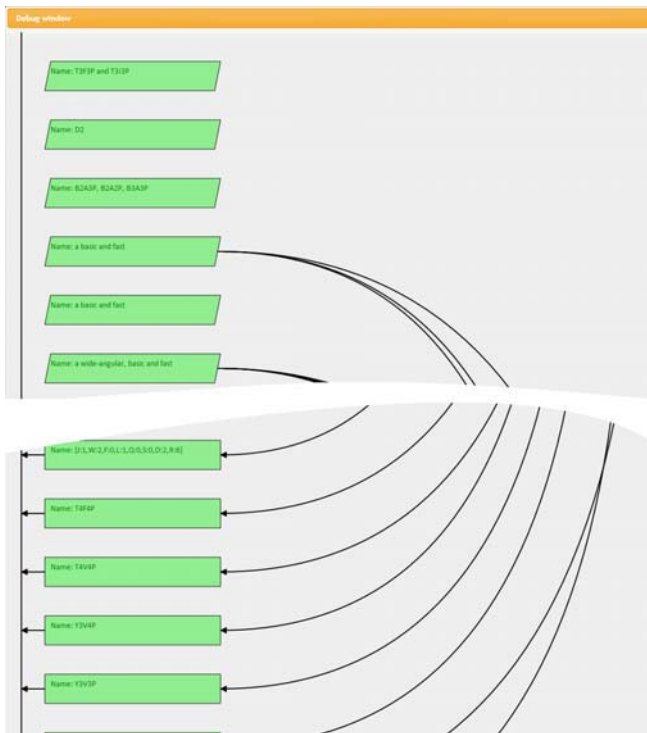 Debug window
Name: T3F3P and T3I3P
Name: D2
Name: B2A3P, B2A2P, B3A3P
Name: a basic and fast
Name: a basic and fast
Name: a wide-angular, basic and fast
Name: [J:1,W:2,F:0,L:1,Q:0,S:0,D:2,R:6]
Name: T4F4P
Name: T4V4P
Name: Y3V4P
Name: Y3V3P